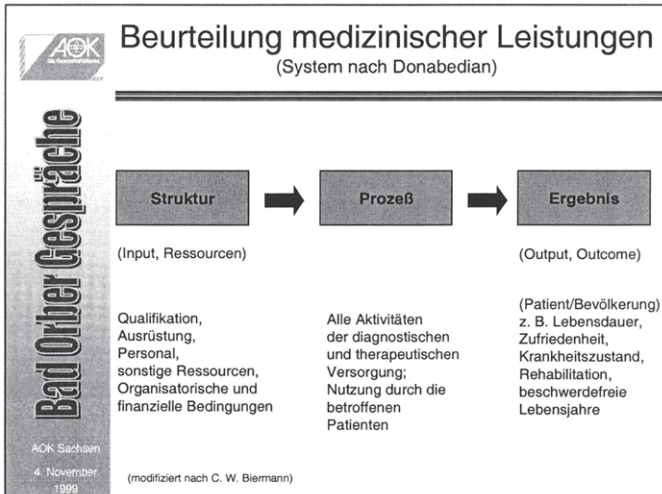 AOK
Die Gesundheitskasse.
Beurteilung medizinischer Leistungen
(System nach Donabedian)
Bad Orber Gespräche
Struktur
Prozeß
Ergebnis
(Input, Ressourcen)
(Output, Outcome)
Qualifikation,
Ausrüstung,
Personal,
sonstige Ressourcen,
Organisatorische und
finanzielle Bedingungen
Alle Aktivitäten
der diagnostischen
und therapeutischen
Versorgung;
Nutzung durch die
betroffenen
Patienten
(Patient/Bevölkerung)
z. B. Lebensdauer,
Zufriedenheit,
Krankheitszustand,
Rehabilitation,
beschwerdefreie
Lebensjahre
AOK Sachsen
4. November
1999
(modifiziert nach C. W. Biermann)